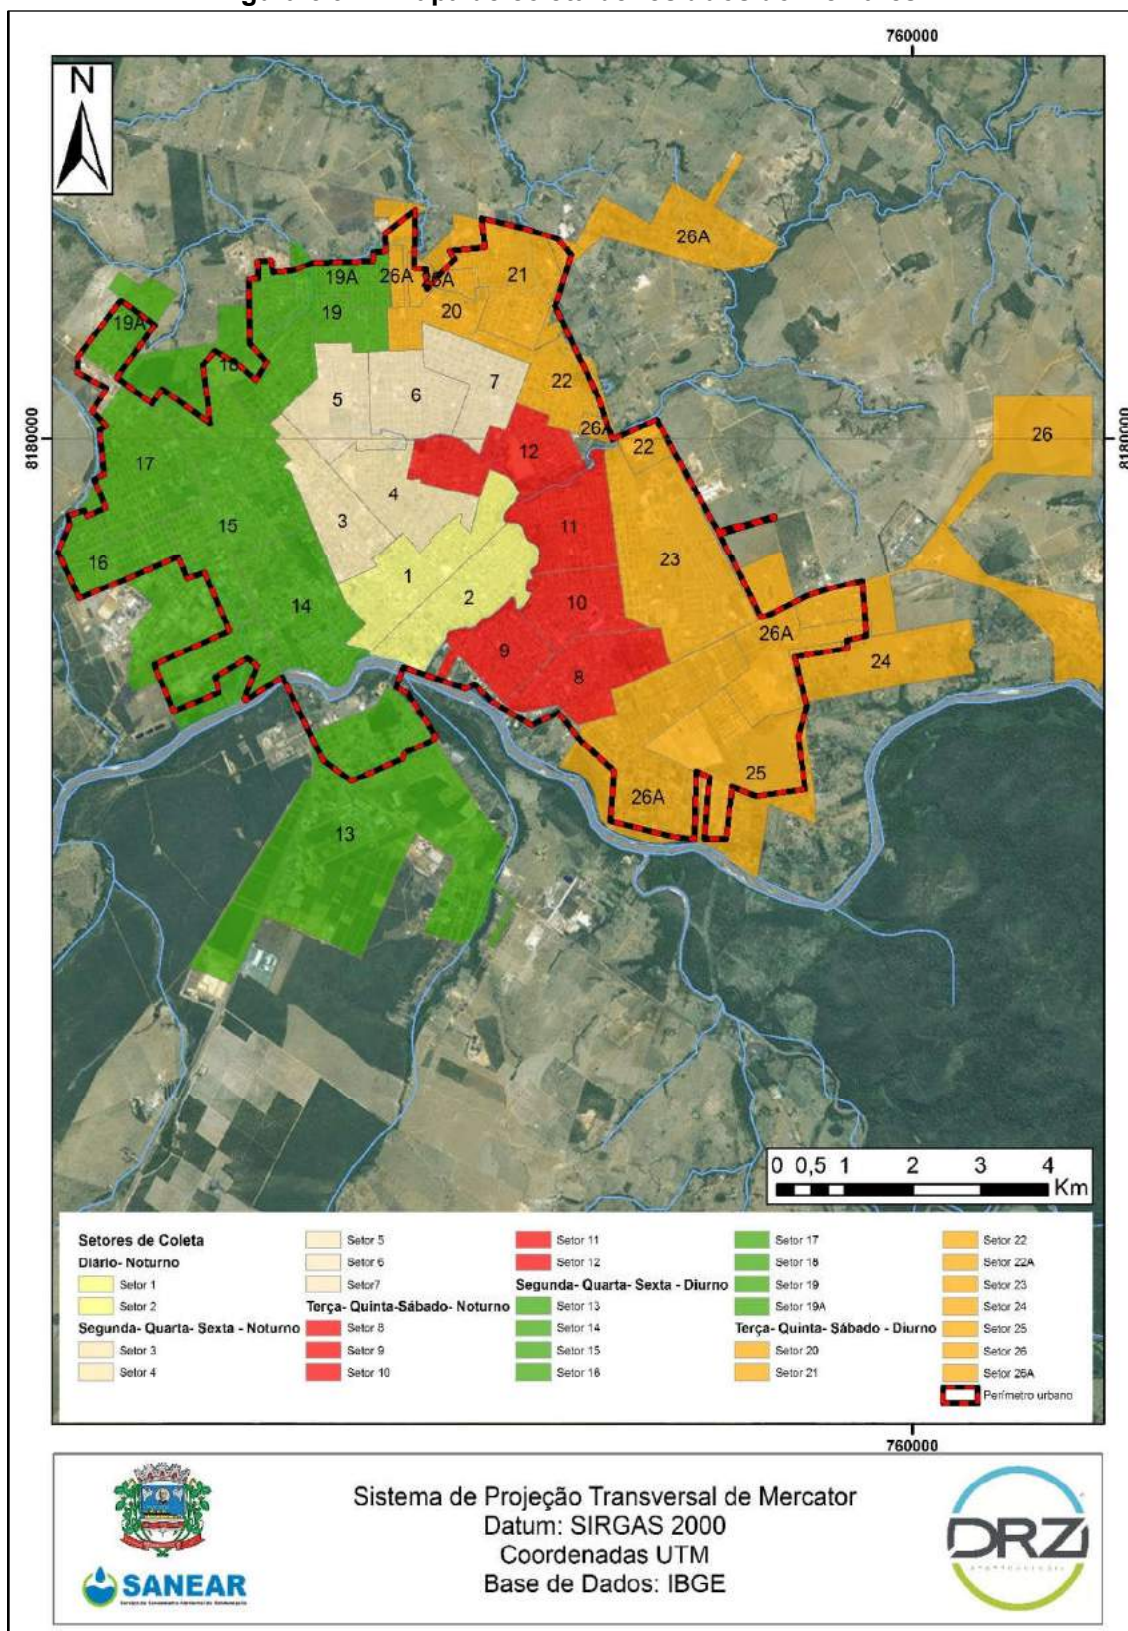 760000
N
8180000
8180000
26A
19A
26A
26A
21
19
20
19A
18
7
22
5
6
26A
22
26
12
17
4
15
3
11
23
16
1
2
14
10
26A
9
24
8
25
26A
13
0 0,5 1 2 3 4
Km
Setores de Coleta
Diário- Noturno
Setor 1
Setor 2
Segunda- Quarta- Sexta - Noturno
Setor 3
Setor 4
Setor 5
Setor 6
Setor7
Terça- Quinta-Sábado- Noturno
Setor 8
Setor 9
Setor 10
Setor 11
Setor 12
Segunda- Quarta- Sexta - Diurno
Setor 13
Setor 14
Setor 15
Setor 16
Setor 17
Setor 18
Setor 19
Setor 19A
Terça- Quinta- Sábado - Diurno
Setor 20
Setor 21
Setor 22
Setor 22A
Setor 23
Setor 24
Setor 25
Setor 26
Setor 26A
Perímetro urbano
760000
Sistema de Projeção Transversal de Mercator
Datum: SIRGAS 2000
Coordenadas UTM
Base de Dados: IBGE
SANEAR
DRZ